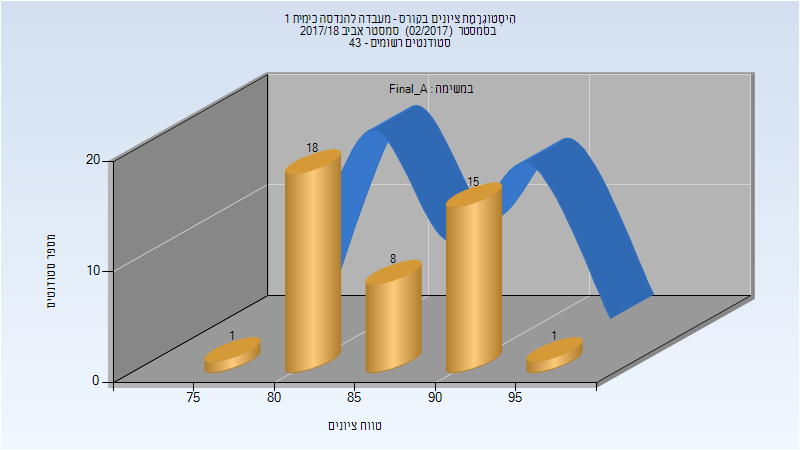 היסטוגרמת ציונים בקורס - מעבדה להנדסה כימית 1
בסמסטר (02/2017) סמסטר אביב 2017/18
סטודנטים רשומים - 43
במשימה : Final_A
18
15
8
1
1
20
10
0
75
80
85
90
95
מספר סטודנטים
טווח ציונים